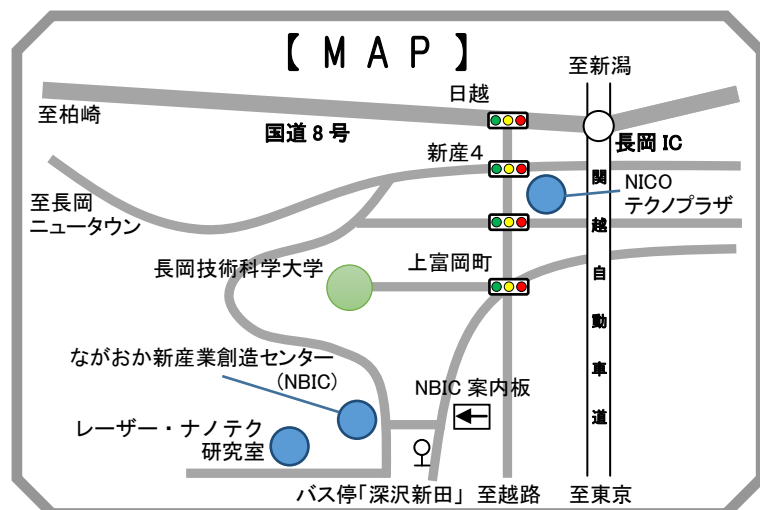 【 M A P 】
至新潟
日越
至柏崎
国道 8 号
長岡 IC
新産4
関越自動車道
NICO
テクノプラザ
至長岡
ニュータウン
長岡技術科学大学
上富岡町
ながおか新産業創造センター
(NBIC)
NBIC 案内板
レーザー・ナノテク
研究室
バス停「深沢新田」
至越路
至東京